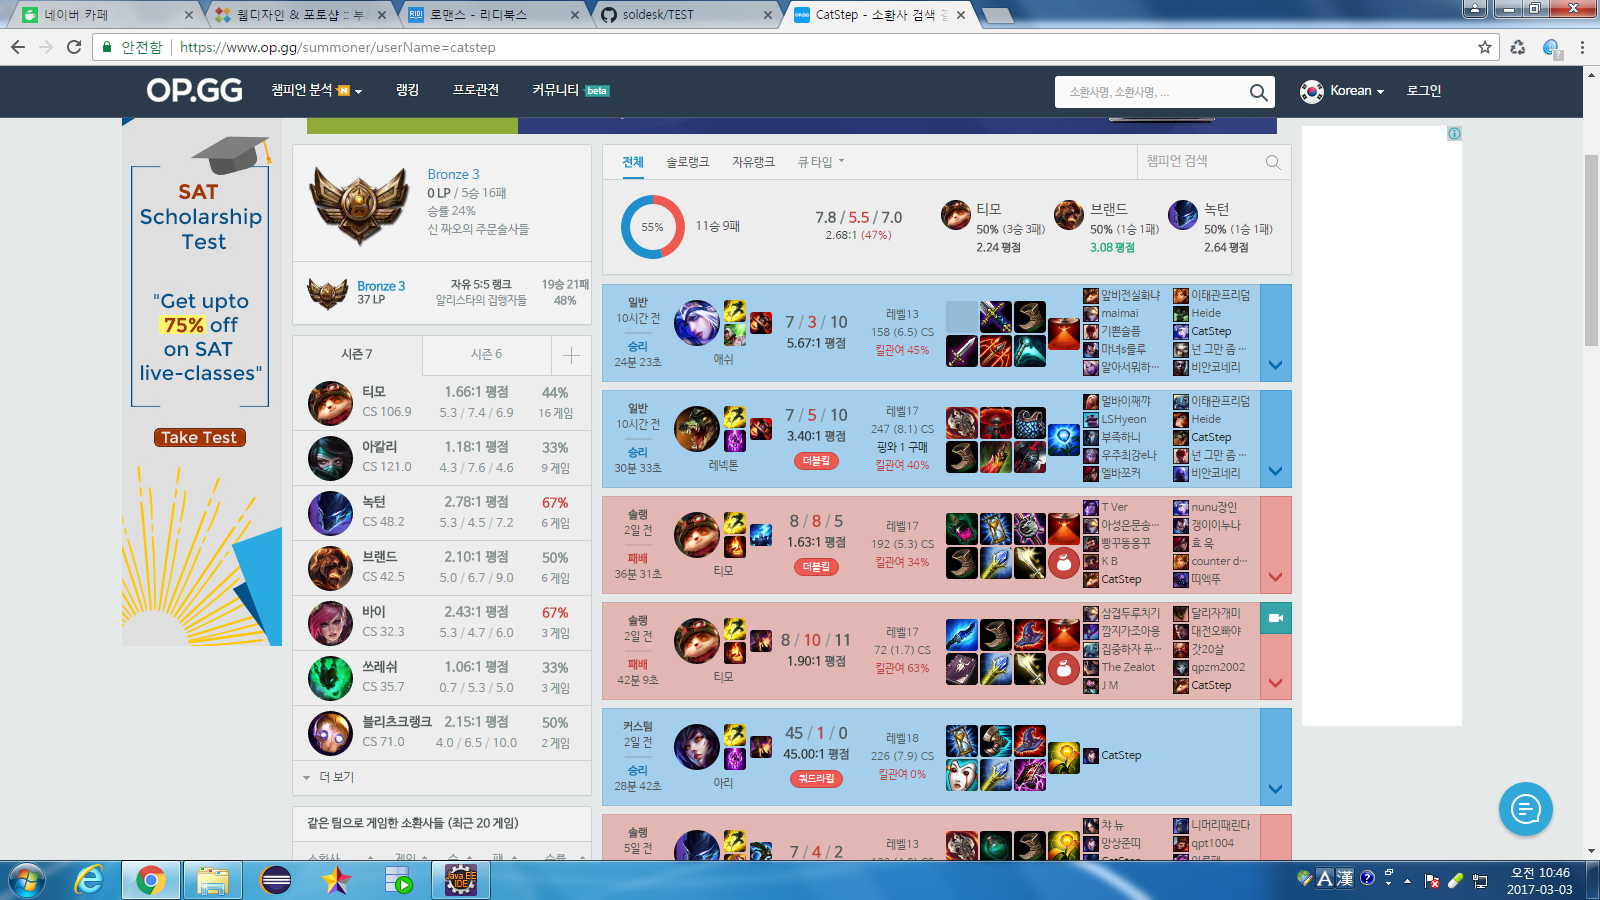 네이버 카페
웹디자인 & 포토샵 ::
로맨스 - 리디북스
soldesk/TEST
CatStep - 소환사 검색
안전함
https://www.op.gg/summoner/userName=catstep
OP.GG
챔피언 분석 N
랭킹
프로관전
커뮤니티 beta
소환사명, 소환사명, ...
Korean
로그인
SAT
Scholarship
Test
"Get upto
75% off
on SAT
live-classes"
Take Test
Bronze 3
0 LP / 5승 16패
승률 24%
신 짜오의 주문술사들
Bronze 3
37 LP
자유 5:5 랭크
알리스타의 집행자들
19승 21패
48%
시즌 7
시즌 6
티모
CS 106.9
1.66:1 평점
5.3 / 7.4 / 6.9
44%
16 게임
아칼리
CS 121.0
1.18:1 평점
4.3 / 7.6 / 4.6
33%
9 게임
녹턴
CS 48.2
2.78:1 평점
5.3 / 4.5 / 7.2
67%
6 게임
브랜드
CS 42.5
2.10:1 평점
5.0 / 6.7 / 9.0
50%
6 게임
바이
CS 32.3
2.43:1 평점
5.3 / 4.7 / 6.0
67%
3 게임
쓰레쉬
CS 35.7
1.06:1 평점
0.7 / 5.3 / 5.0
33%
3 게임
블리츠크랭크
CS 71.0
2.15:1 평점
4.0 / 6.5 / 10.0
50%
2 게임
더 보기
같은 팀으로 게임한 소환사들 (최근 20 게임)
소환사
게임
승
패
승률
전체
솔로랭크
자유랭크
큐 타입
챔피언 검색
55%
11승 9패
7.8 / 5.5 / 7.0
2.68:1 (47%)
티모
50% (3승 3패)
2.24 평점
브랜드
50% (1승 1패)
3.08 평점
녹턴
50% (1승 1패)
2.64 평점
일반
10시간 전
승리
24분 23초
애쉬
7 / 3 / 10
5.67:1 평점
레벨13
158 (6.5) CS
킬관여 45%
앞비전실화냐
maimai
기쁜슬픔
마녀s룰루
알아서뭐하…
이태관프리덤
Heide
CatStep
넌 그만 좀 …
비안코네리
일반
10시간 전
승리
30분 33초
레넥톤
7 / 5 / 10
3.40:1 평점
더블킬
레벨17
247 (8.1) CS
핑와 1 구매
킬관여 40%
멀바이째꺄
LSHyeon
부족하니
우주최강e나
엘바쪼커
이태관프리덤
Heide
CatStep
넌 그만 좀 …
비안코네리
솔랭
2일 전
패배
36분 31초
티모
8 / 8 / 5
1.63:1 평점
더블킬
레벨17
192 (5.3) CS
킬관여 34%
T Ver
아성은문송…
빵꾸뚱응꾸
K B
CatStep
nunu장인
갱이이누나
효 욱
counter d…
띠엑뚜
솔랭
2일 전
패배
42분 9초
티모
8 / 10 / 11
1.90:1 평점
레벨17
72 (1.7) CS
킬관여 63%
삼겹두루치기
깜지가조아용
집중하자 푸…
The Zealot
J M
달리자개미
대전오빠야
갓20살
qpzm2002
CatStep
커스텀
2일 전
승리
28분 42초
아리
45 / 1 / 0
45.00:1 평점
쿼드라킬
레벨18
226 (7.9) CS
킬관여 0%
CatStep
솔랭
5일 전
7 / 4 / 2
레벨13
챠 뉴
앙상준띠
니머리때린다
qpt1004
Java EE
IDE
A 漢
오전 10:46
2017-03-03